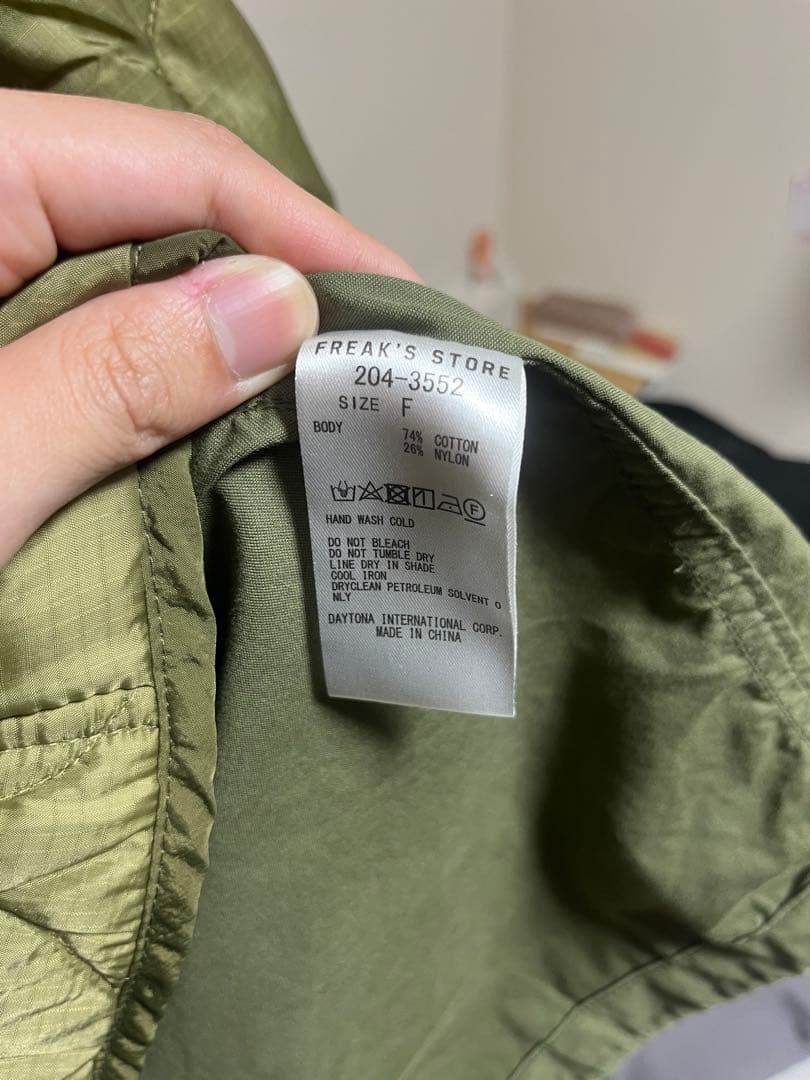 FREAK'S STORE
204-3552
SIZE F
BODY 74% COTTON
26% NYLON
F
HAND WASH COLD
DO NOT BLEACH
DO NOT TUMBLE DRY
LINE DRY IN SHADE
COOL IRON
DRYCLEAN PETROLEUM SOLVENT O
NLY
DAYTONA INTERNATIONAL CORP.
MADE IN CHINA